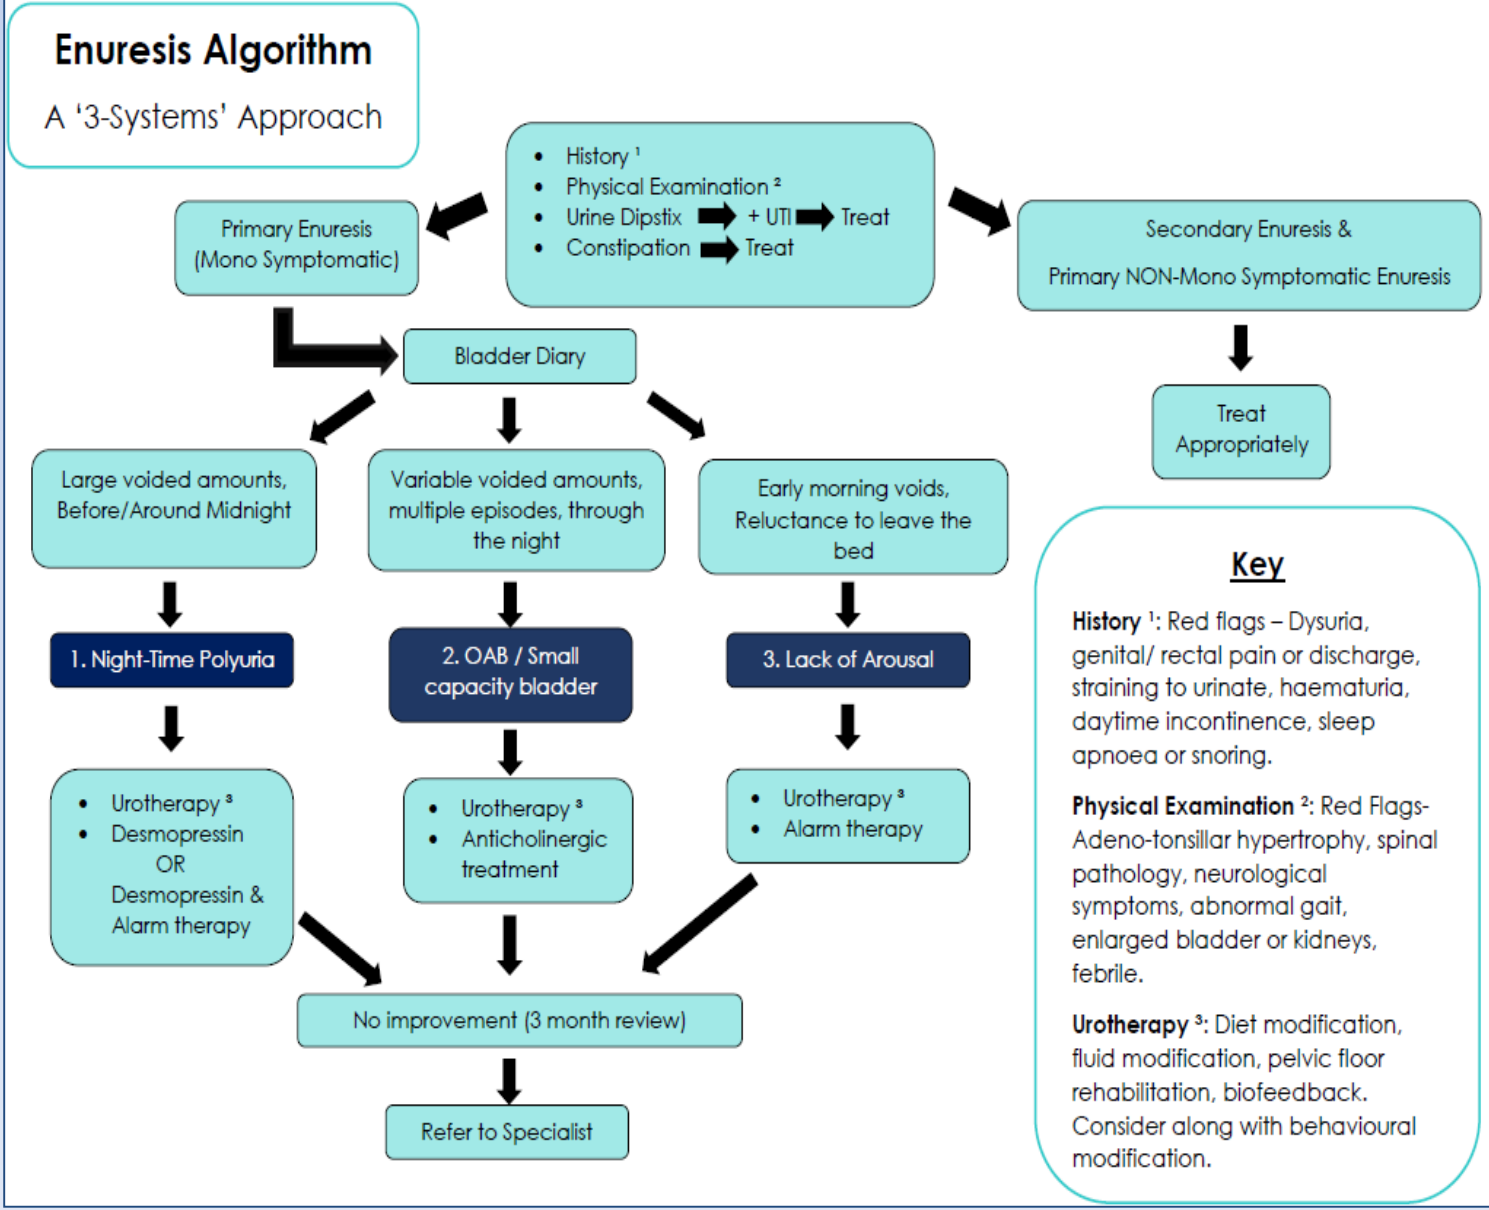 Enuresis Algorithm
A ‘3-Systems’ Approach
• History ¹
• Physical Examination ²
• Urine Dipstix + UTI Treat
• Constipation Treat
Primary Enuresis
(Mono Symptomatic)
Secondary Enuresis &
Primary NON-Mono Symptomatic Enuresis
Bladder Diary
Treat
Appropriately
Large voided amounts,
Before/Around Midnight
Variable voided amounts,
multiple episodes, through
the night
Early morning voids,
Reluctance to leave the
bed
1. Night-Time Polyuria
2. OAB / Small
capacity bladder
3. Lack of Arousal
• Urotherapy ³
• Desmopressin
OR
Desmopressin &
Alarm therapy
• Urotherapy ³
• Anticholinergic
treatment
• Urotherapy ³
• Alarm therapy
No improvement (3 month review)
Refer to Specialist
Key
History ¹: Red flags – Dysuria,
genital/ rectal pain or discharge,
straining to urinate, haematuria,
daytime incontinence, sleep
apnoea or snoring.
Physical Examination ²: Red Flags-
Adeno-tonsillar hypertrophy, spinal
pathology, neurological
symptoms, abnormal gait,
enlarged bladder or kidneys,
febrile.
Urotherapy ³: Diet modification,
fluid modification, pelvic floor
rehabilitation, biofeedback.
Consider along with behavioural
modification.